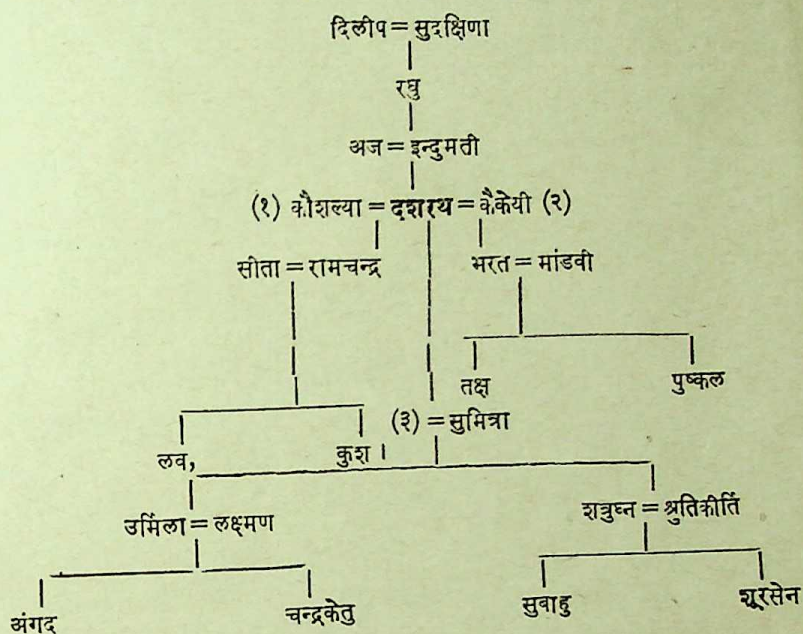 दिलीप = सुदक्षिणा
रघु
अज = इन्दुमती
(१) कौशल्या = दशरथ = कैकेयी (२)
सीता = रामचन्द्र भरत = मांडवी
तक्ष पुष्कल
(३) = सुमित्रा
लव, कुश ।
उर्मिला = लक्ष्मण शत्रुघ्न = श्रुतिकीर्ति
अंगद चन्द्रकेतु सुबाहु शूरसेन